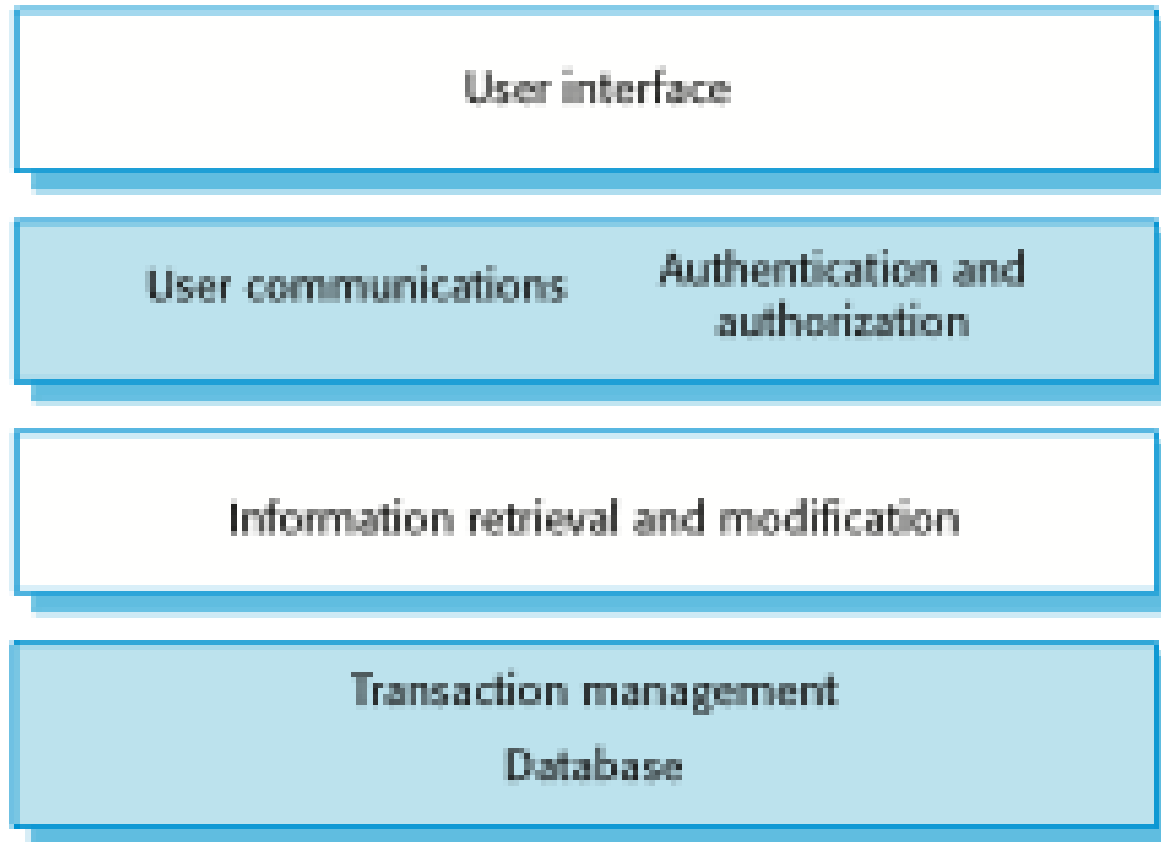 User interface
User communications
Authentication and
authorization
Information retrieval and modification
Transaction management
Database